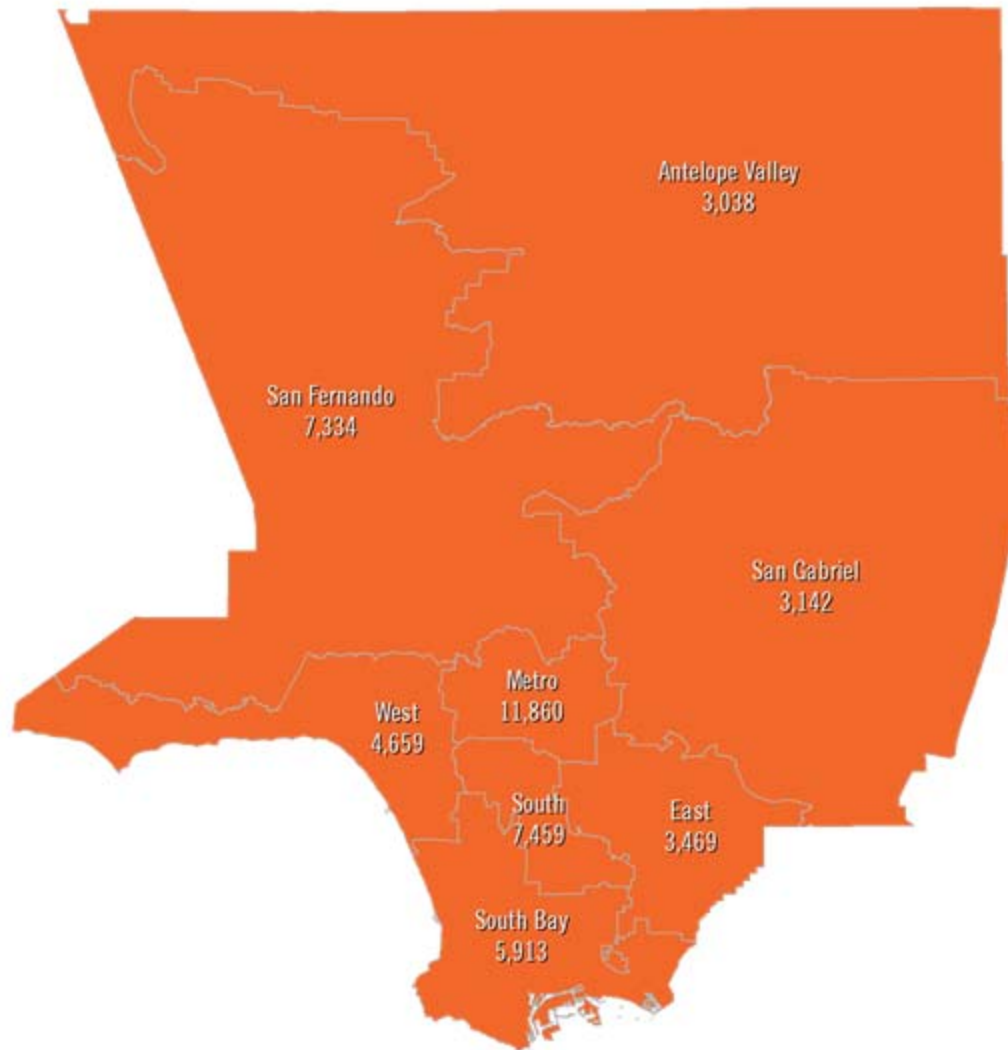 Antelope Valley
3,038
San Fernando
7,334
San Gabriel
3,142
Metro
11,860
West
4,659
South
7,459
East
3,469
South Bay
5,913